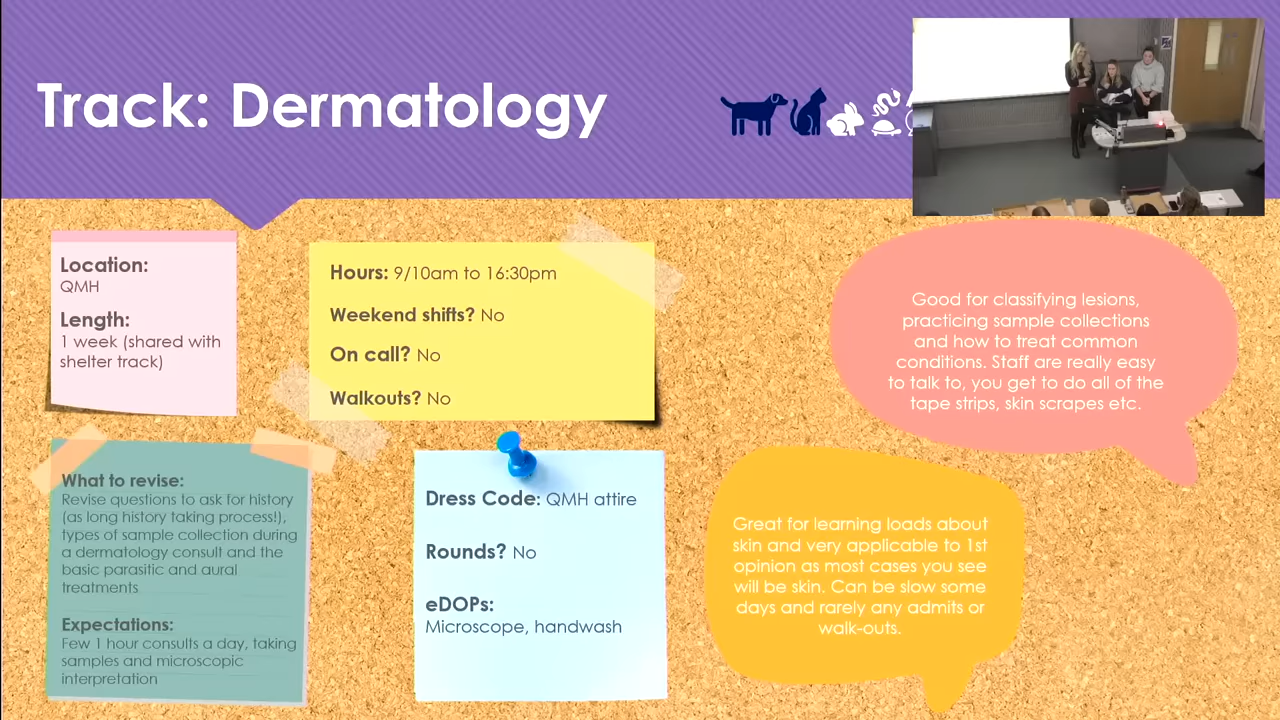 Track: Dermatology
Location:
QMH
Length:
1 week (shared with
shelter track)
Hours: 9/10am to 16:30pm
Weekend shifts? No
On call? No
Walkouts? No
Good for classifying lesions,
practicing sample collections
and how to treat common
conditions. Staff are really easy
to talk to, you get to do all of the
tape strips, skin scrapes etc.
What to revise:
Revise questions to ask for history
(as long history taking process!),
types of sample collection during
a dermatology consult and the
basic parasitic and aural
treatments
Expectations:
Few 1 hour consults a day, taking
samples and microscopic
interpretation
Dress Code: QMH attire
Rounds? No
eDOPs:
Microscope, handwash
Great for learning loads about
skin and very applicable to 1st
opinion as most cases you see
will be skin. Can be slow some
days and rarely any admits or
walk-outs.